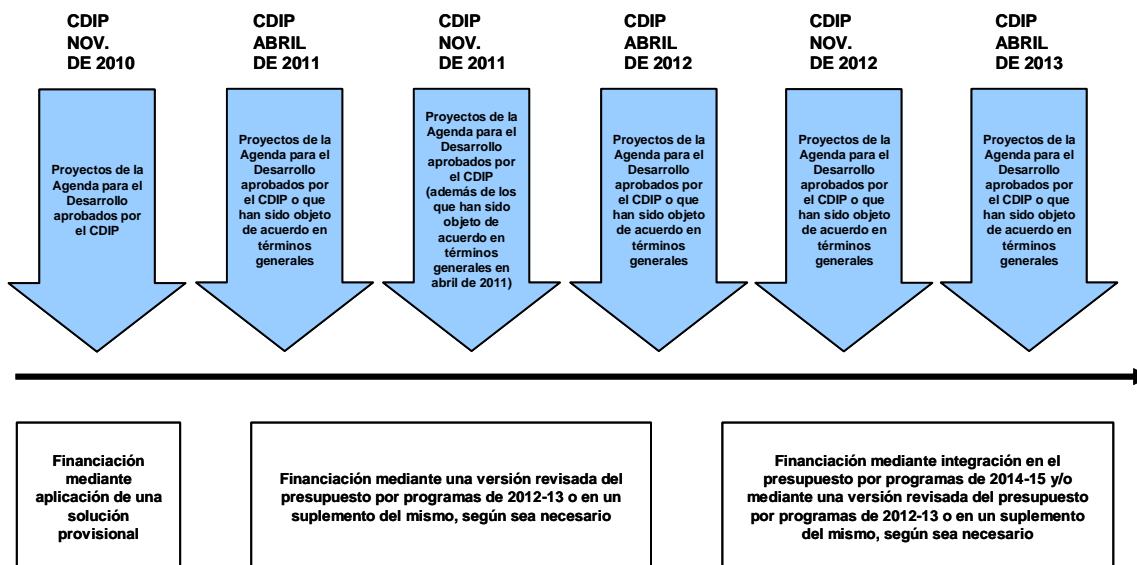 CDIP
NOV.
DE 2010
CDIP
ABRIL
DE 2011
CDIP
NOV.
DE 2011
CDIP
ABRIL
DE 2012
CDIP
NOV.
DE 2012
CDIP
ABRIL
DE 2013
Proyectos de la
Agenda para el
Desarrollo
aprobados por
el CDIP
Proyectos de la
Agenda para el
Desarrollo
aprobados por
el CDIP o que
han sido objeto
de acuerdo en
términos
generales
Proyectos de la
Agenda para el
Desarrollo
aprobados por
el CDIP
(además de los
que han sido
objeto de
acuerdo en
términos
generales en
abril de 2011)
Proyectos de la
Agenda para el
Desarrollo
aprobados por
el CDIP o que
han sido objeto
de acuerdo en
términos
generales
Proyectos de la
Agenda para el
Desarrollo
aprobados por
el CDIP o que
han sido objeto
de acuerdo en
términos
generales
Proyectos de la
Agenda para el
Desarrollo
aprobados por
el CDIP o que
han sido objeto
de acuerdo en
términos
generales
Financiación
mediante
aplicación de una
solución
provisional
Financiación mediante una versión revisada del
presupuesto por programas de 2012-13 o en un
suplemento del mismo, según sea necesario
Financiación mediante integración en el
presupuesto por programas de 2014-15 y/o
mediante una versión revisada del presupuesto
por programas de 2012-13 o en un suplemento
del mismo, según sea necesario